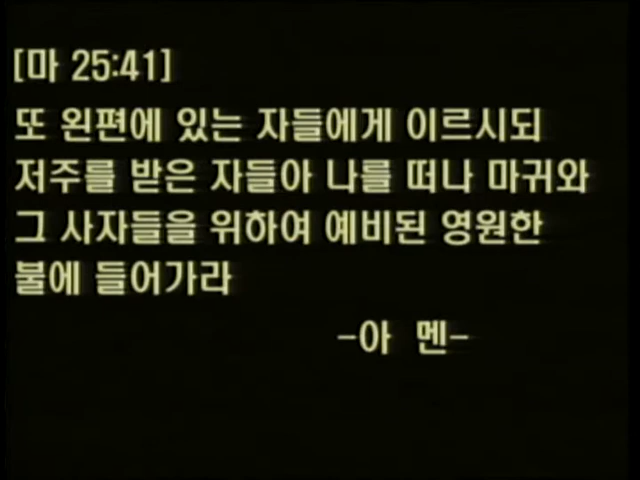 [마 25:41]
또 왼편에 있는 자들에게 이르시되
저주를 받은 자들아 나를 떠나 마귀와
그 사자들을 위하여 예비된 영원한
불에 들어가라
-아 멘-